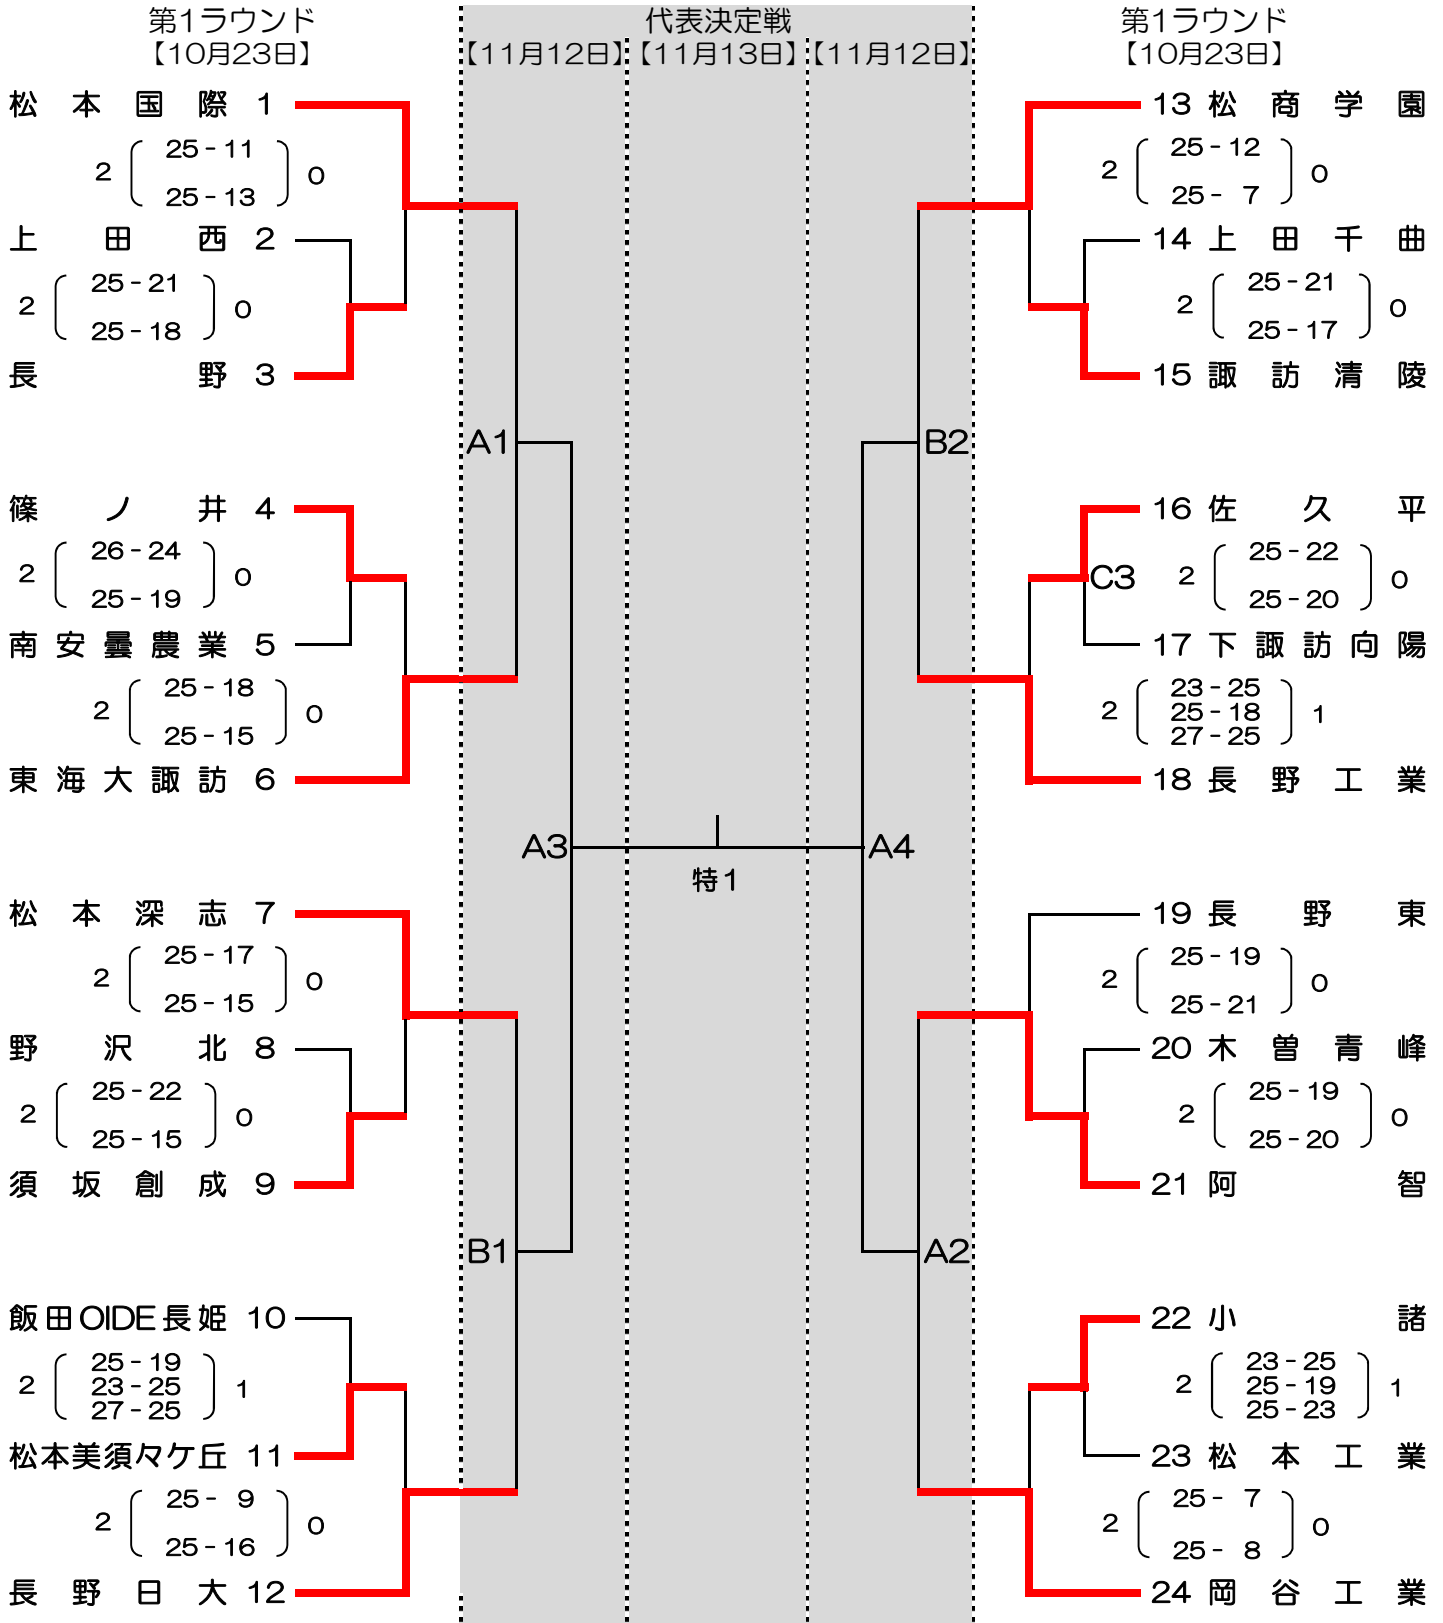 第1ラウンド
【10月23日】
代表決定戦
【11月12日】
【11月13日】
【11月12日】
第1ラウンド
【10月23日】
松本国際 1
2 25-11 0
25-13
上田西 2
2 25-21 0
25-18
長野 3
A1
篠ノ井 4
2 26-24 0
25-19
南安曇農業 5
2 25-18 0
25-15
東海大諏訪 6
A3
松本深志 7
2 25-17 0
25-15
野沢北 8
2 25-22 0
25-15
須坂創成 9
B1
飯田OIDE長姫 10
2 25-19 1
23-25
27-25
松本美須々ケ丘 11
2 25- 9 0
25-16
長野日大 12
特1
13 松商学園
2 25-12 0
25- 7
14 上田千曲
2 25-21 0
25-17
15 諏訪清陵
B2
16 佐久平
C3
2 25-22 0
25-20
17 下諏訪向陽
2 23-25 1
25-18
27-25
18 長野工業
A4
19 長野東
2 25-19 0
25-21
20 木曽青峰
2 25-19 0
25-20
21 阿智
A2
22 小諸
2 23-25 1
25-19
25-23
23 松本工業
2 25- 7 0
25- 8
24 岡谷工業